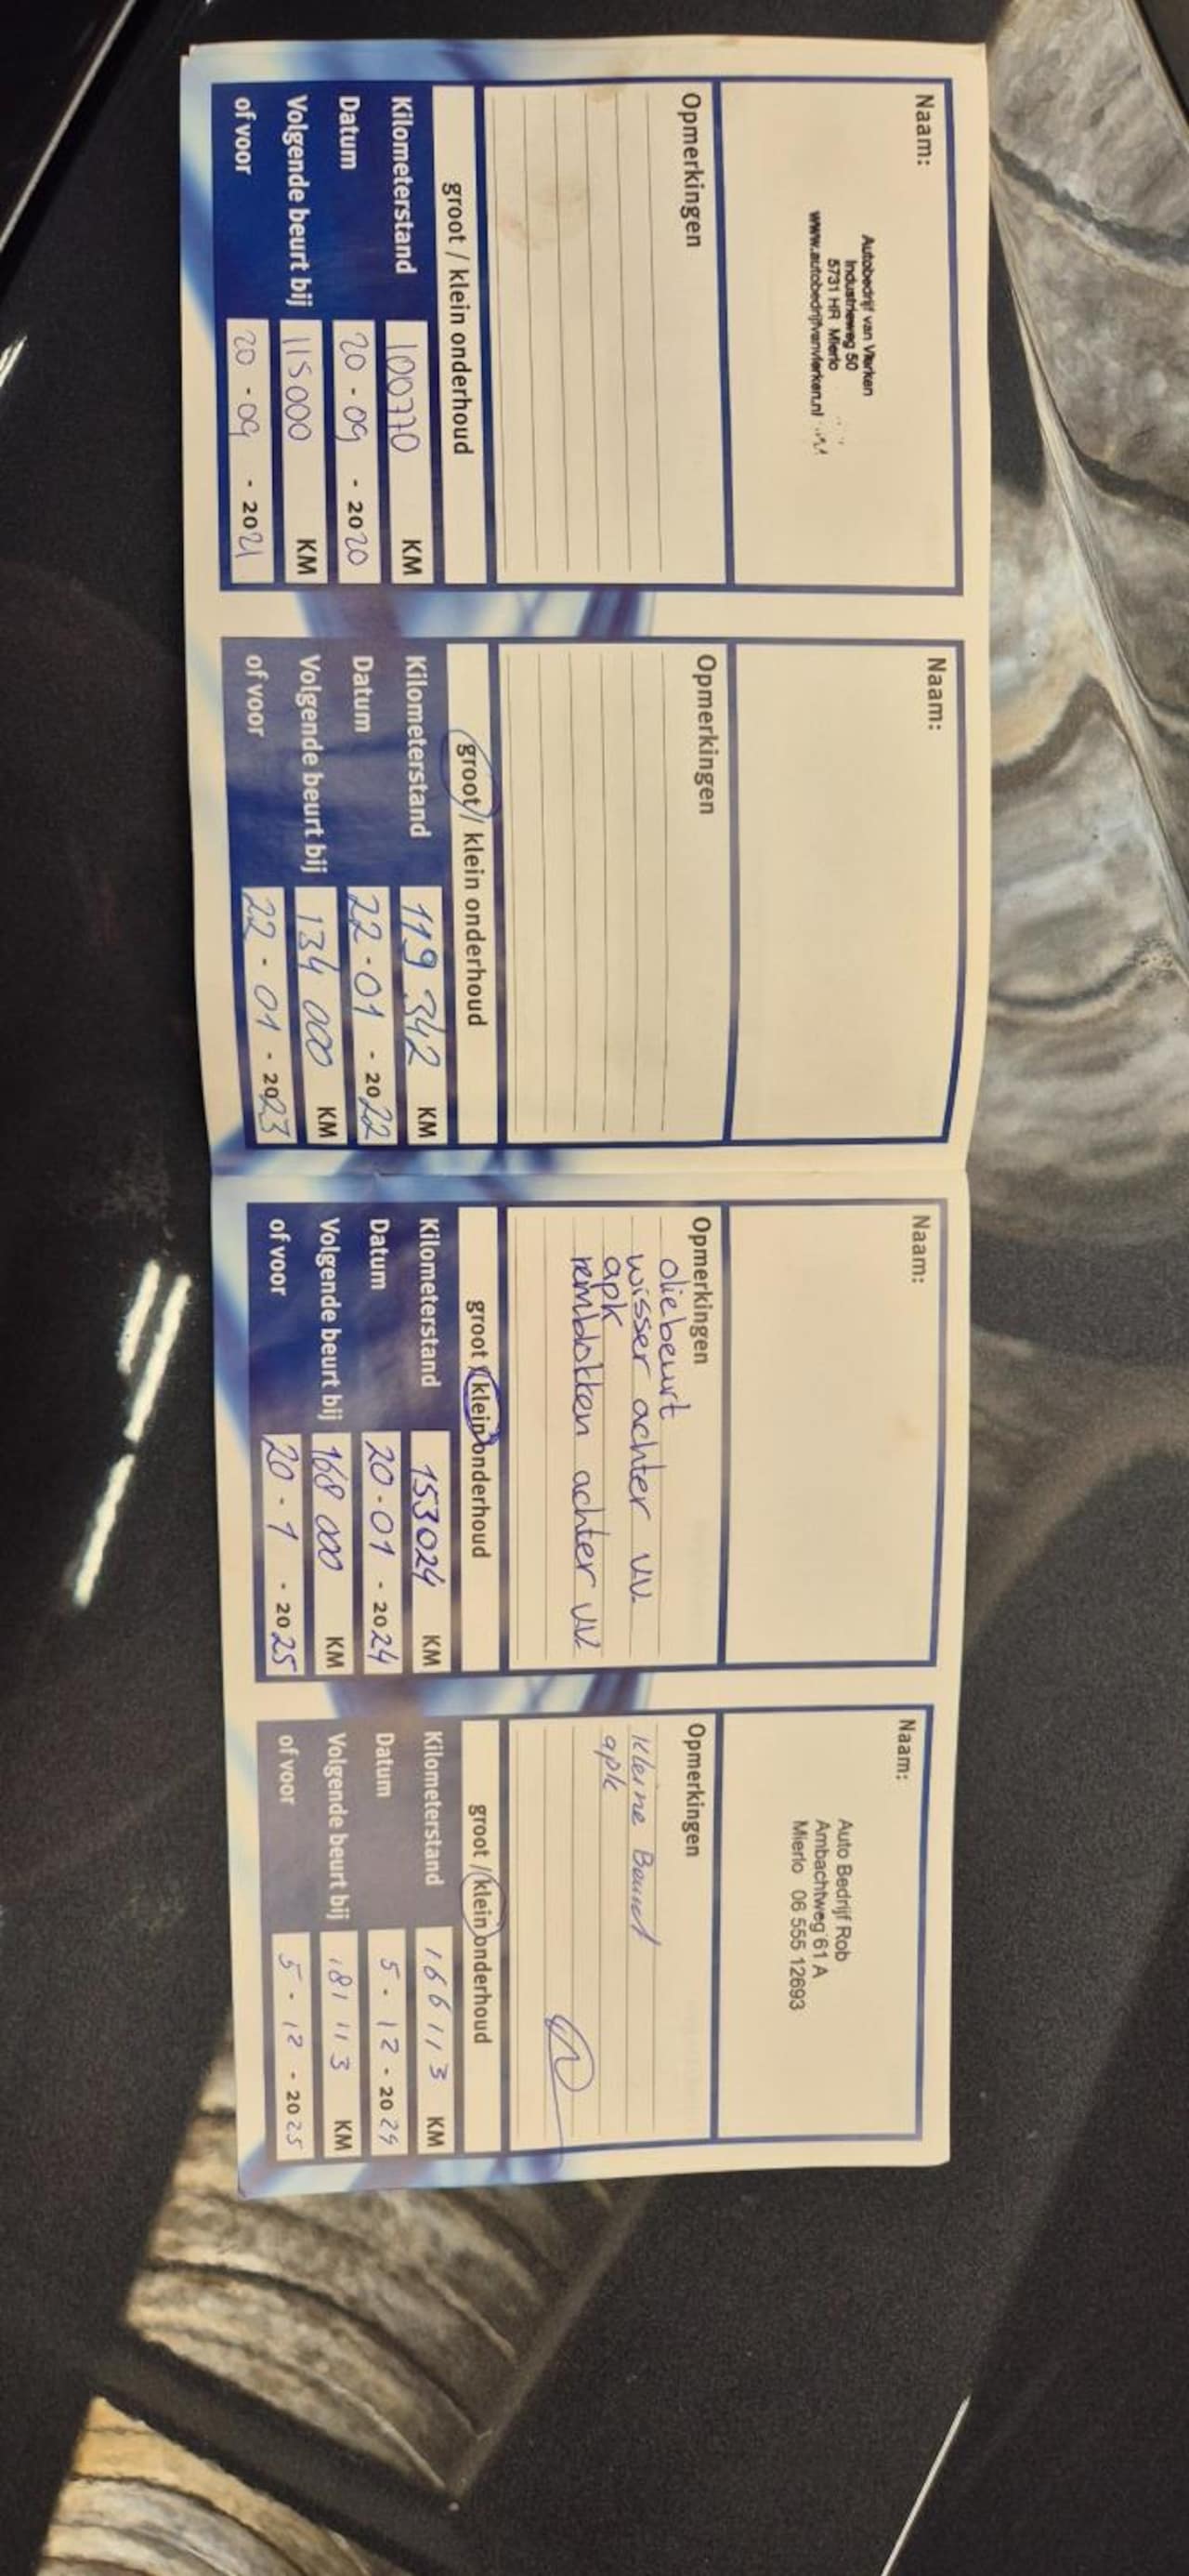 Naam:
Autobedrijf van Vlerken
Industrieweg 50
5731 HR Mierlo
www.autobedrijfvanvlerken.nl
Opmerkingen
groot / klein onderhoud
Kilometerstand 100770 KM
Datum 20 - 09 - 2020
Volgende beurt bij 115000 KM
of voor 20 - 09 - 2021
Naam:
Opmerkingen
groot / klein onderhoud
Kilometerstand 119 342 KM
Datum 22 - 01 - 2022
Volgende beurt bij 134 000 KM
of voor 22 - 01 - 2023
Naam:
Opmerkingen
oliebeurt
wisser achter vv.
apk
remblokken achter vv.
groot / klein onderhoud
Kilometerstand 153024 KM
Datum 20 - 01 - 2024
Volgende beurt bij 168 000 KM
of voor 20 - 1 - 2025
Naam:
Auto Bedrijf Rob
Ambachtweg 61 A
Mierlo 06 555 12693
Opmerkingen
Kleine Beurt
apk
groot / klein onderhoud
Kilometerstand 166113 KM
Datum 5 - 12 - 2024
Volgende beurt bij 181113 KM
of voor 5 - 12 - 2025